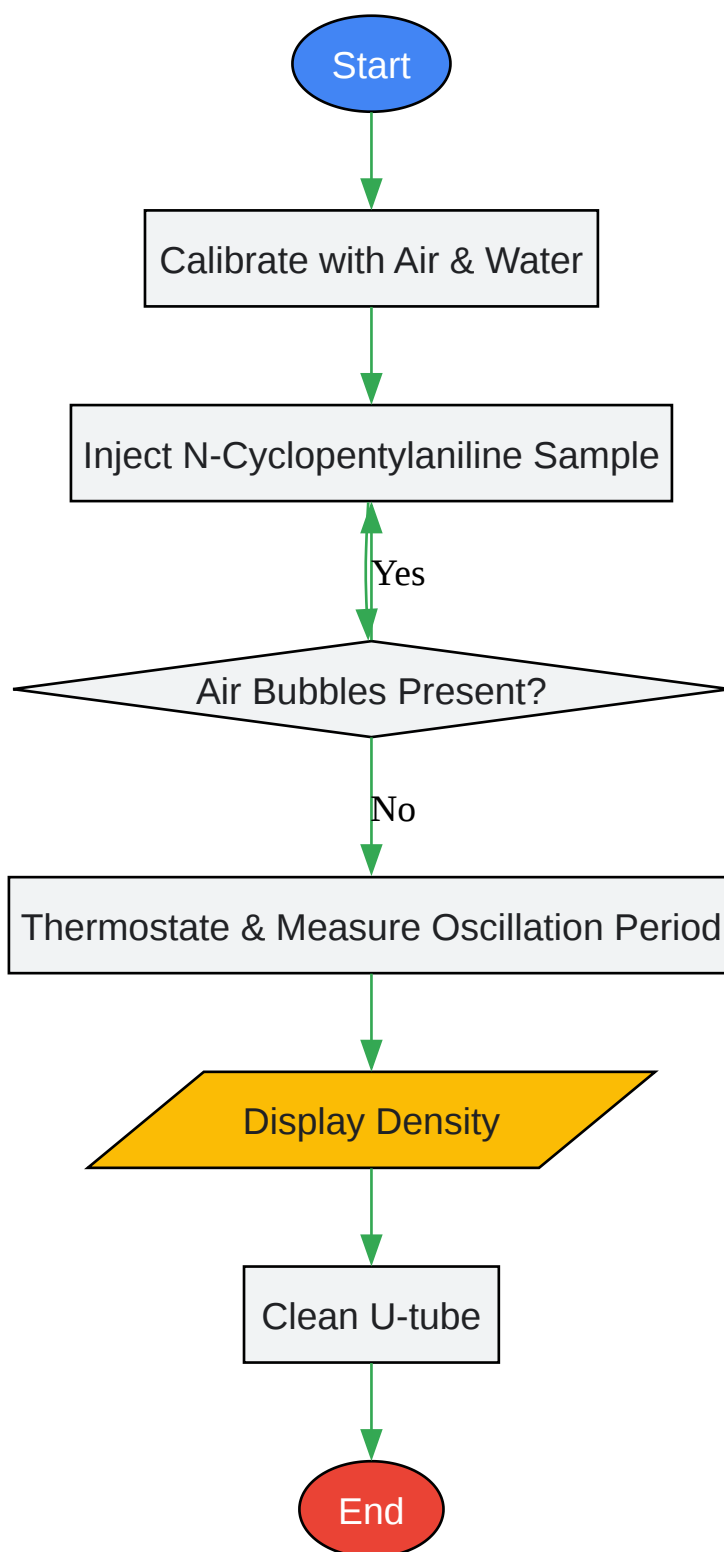 Start
Calibrate with Air & Water
Inject N-Cyclopentylaniline Sample
Yes
Air Bubbles Present?
No
Thermostate & Measure Oscillation Period
Display Density
Clean U-tube
End